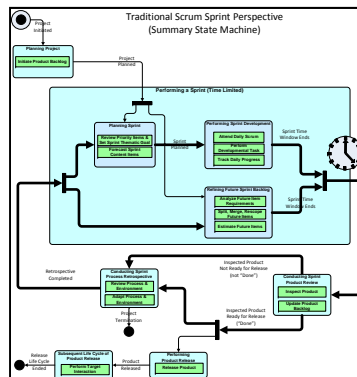 Traditional Scrum Sprint Perspective
(Summary State Machine)
Project
Initiated
Planning Project
Initiate Product Backlog
Project
Planned
Performing a Sprint (Time Limited)
Planning Sprint
Review Priority Items &
Set Sprint Thematic Goal
Forecast Sprint
Content Items
Sprint
Planned
Performing Sprint Development
Attend Daily Scrum
Perform
Developmental Task
Track Daily Progress
Sprint Time
Window Ends
Refining Future Sprint Backlog
Analyze Future Item
Requirements
Split, Merge, Rescope
Future Items
Estimate Future Items
Sprint Time
Window Ends
Retrospective
Completed
Conducting Sprint
Process Retrospective
Review Process &
Environment
Adapt Process &
Environment
Project
Termination
Inspected Product
Not Ready for Release
(not "Done")
Conducting Sprint
Product Review
Inspect Product
Update Product
Backlog
Inspected Product
Ready for Release
("Done")
Release
Life Cycle
Ended
Subsequent Life Cycle of
Product Release
Perform Target
Interaction
Product
Released
Performing
Product Release
Release Product